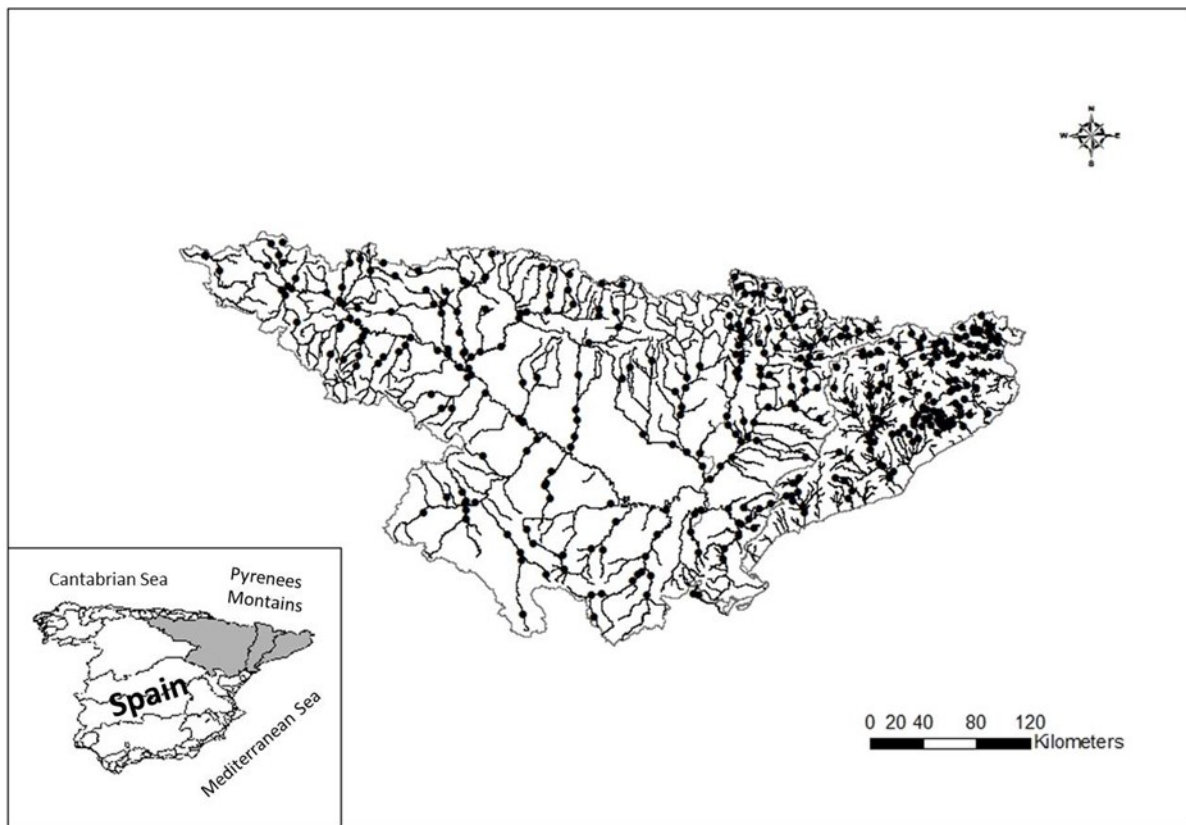 N
W E
S
Cantabrian Sea
Pyrenees
Montains
Spain
Mediterranean Sea
0 20 40 80 120
Kilometers